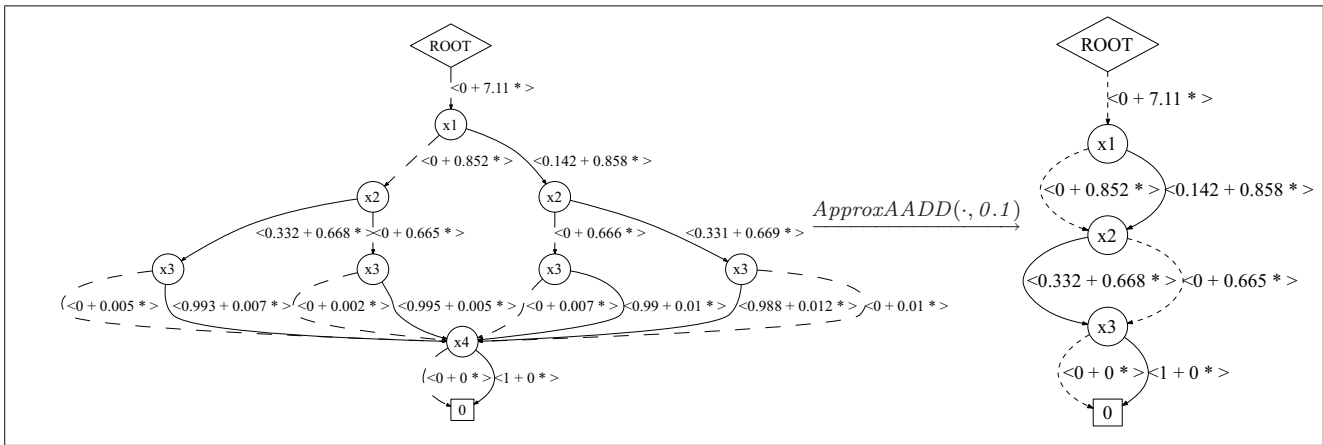 ROOT
<0 + 7.11 * >
x1
<0 + 0.852 * >
<0.142 + 0.858 * >
x2
x2
<0.332 + 0.668 * >
<0 + 0.665 * >
<0 + 0.666 * >
<0.331 + 0.669 * >
x3
x3
x3
x3
<0 + 0.005 * >
<0.993 + 0.007 * >
<0 + 0.002 * >
<0.995 + 0.005 * >
<0 + 0.007 * >
<0.99 + 0.01 * >
<0.988 + 0.012 * >
<0 + 0.01 * >
x4
<0 + 0 * >
<1 + 0 * >
0
ApproxAADD(·, 0.1)
ROOT
<0 + 7.11 * >
x1
<0 + 0.852 * >
<0.142 + 0.858 * >
x2
<0.332 + 0.668 * >
<0 + 0.665 * >
x3
<0 + 0 * >
<1 + 0 * >
0